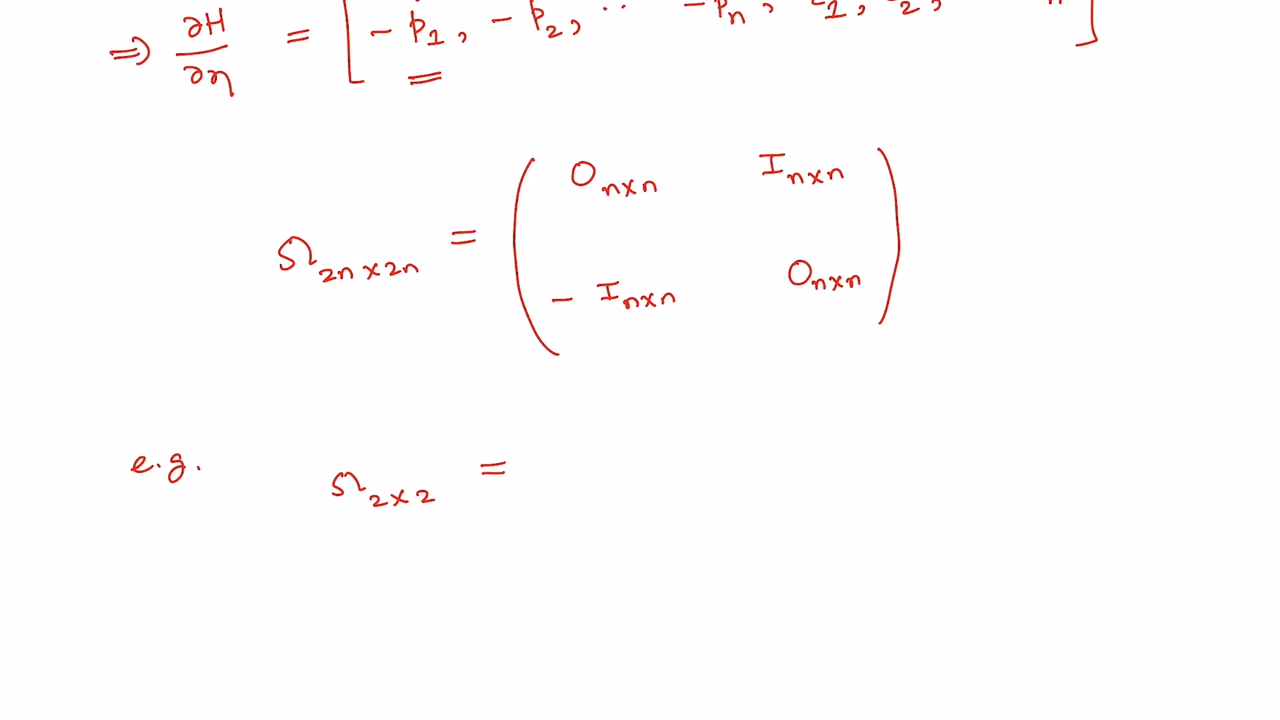 ⇒ ∂H/∂η = [ - p₁, - p₂, .. - pₙ,
Ω₂ₙₓ₂ₙ = ( Oₙₓₙ Iₙₓₙ
- Iₙₓₙ Oₙₓₙ )
e.g. Ω₂ₓ₂ =